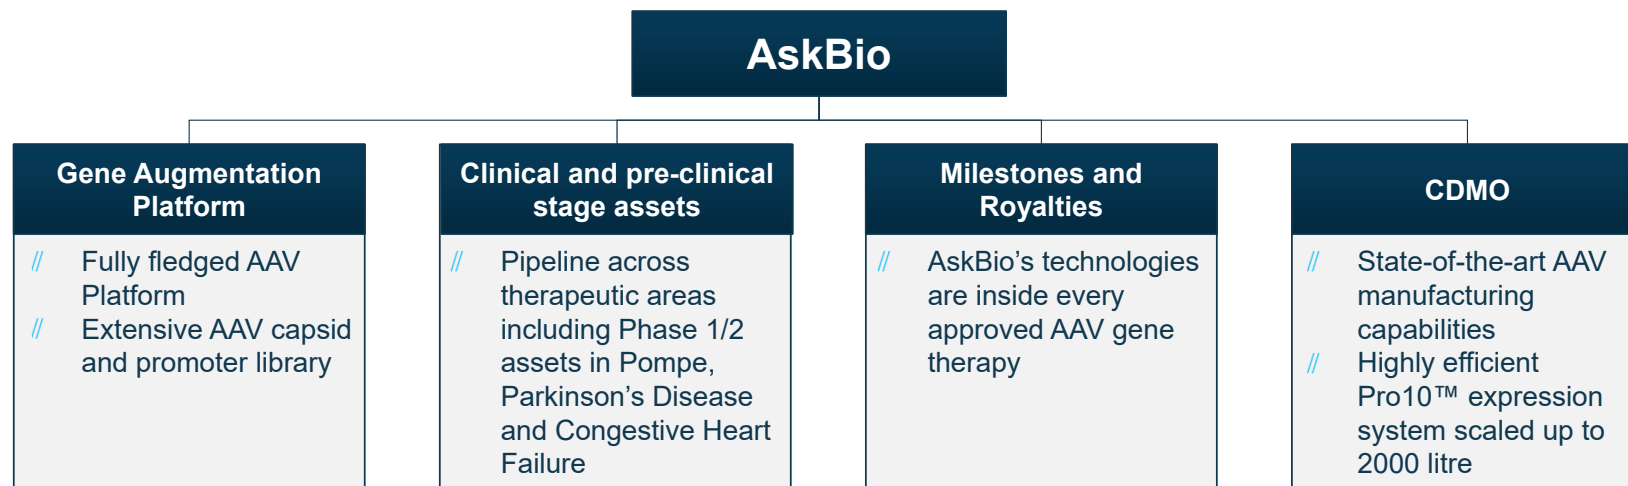 AskBio
Gene Augmentation
Platform
// Fully fledged AAV
Platform
// Extensive AAV capsid
and promoter library
Clinical and pre-clinical
stage assets
// Pipeline across
therapeutic areas
including Phase 1/2
assets in Pompe,
Parkinson’s Disease
and Congestive Heart
Failure
Milestones and
Royalties
// AskBio’s technologies
are inside every
approved AAV gene
therapy
CDMO
// State-of-the-art AAV
manufacturing
capabilities
// Highly efficient
Pro10™ expression
system scaled up to
2000 litre